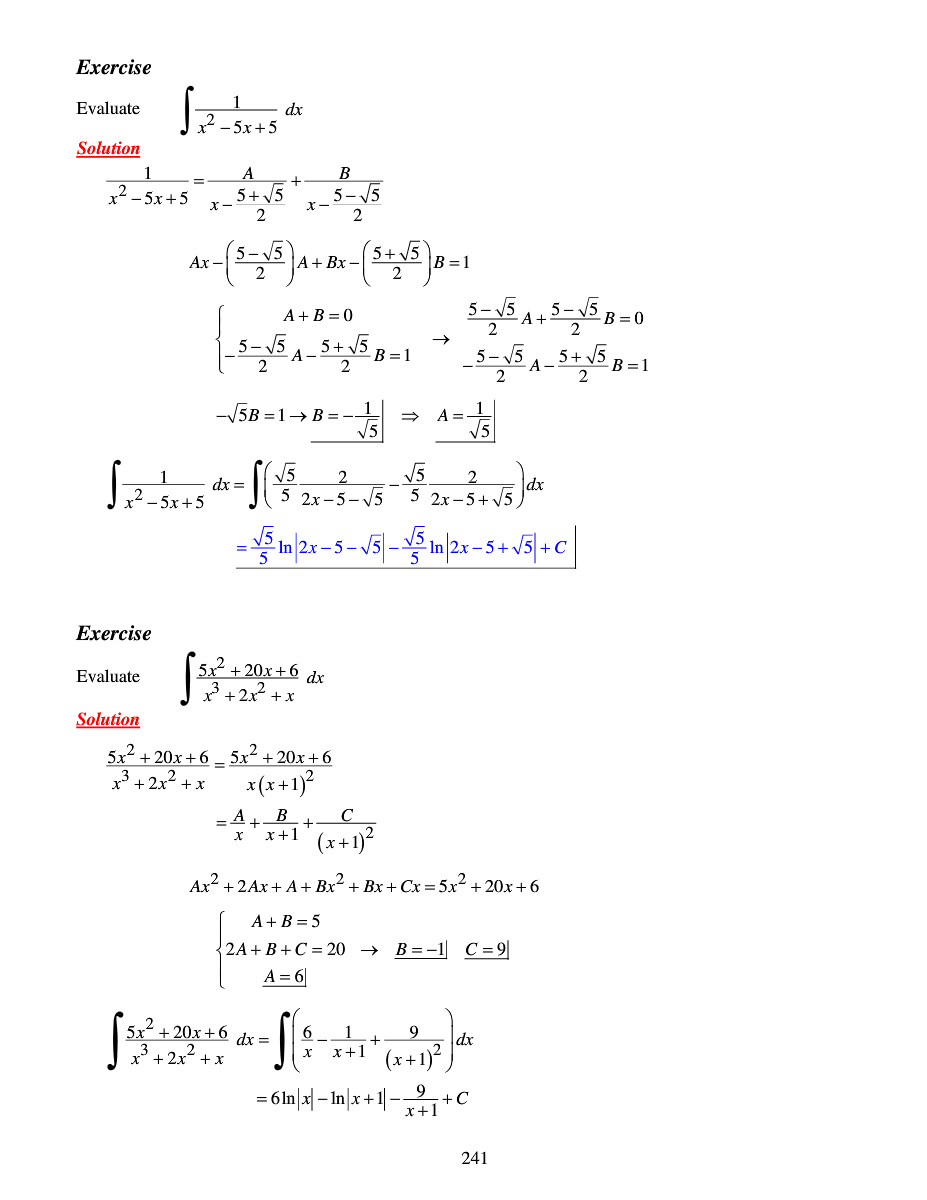 Exercise
Evaluate ∫ 1/(x² − 5x + 5) dx
Solution
1/(x² − 5x + 5) = A/(x − (5 + √5)/2) + B/(x − (5 − √5)/2)
Ax − ((5 − √5)/2)A + Bx − ((5 + √5)/2)B = 1
{ A + B = 0 → (5 − √5)/2 A + (5 − √5)/2 B = 0
−(5 − √5)/2 A − (5 + √5)/2 B = 1 −(5 − √5)/2 A − (5 + √5)/2 B = 1
−√5B = 1 → B = −1/√5 ⇒ A = 1/√5
∫ 1/(x² − 5x + 5) dx = ∫ (√5/5 2/(2x − 5 − √5) − √5/5 2/(2x − 5 + √5)) dx
= √5/5 ln|2x − 5 − √5| − √5/5 ln|2x − 5 + √5| + C
Exercise
Evaluate ∫ (5x² + 20x + 6)/(x³ + 2x² + x) dx
Solution
(5x² + 20x + 6)/(x³ + 2x² + x) = (5x² + 20x + 6)/(x(x + 1)²)
= A/x + B/(x + 1) + C/(x + 1)²
Ax² + 2Ax + A + Bx² + Bx + Cx = 5x² + 20x + 6
{ A + B = 5
2A + B + C = 20 → B = −1 C = 9
A = 6
∫ (5x² + 20x + 6)/(x³ + 2x² + x) dx = ∫ (6/x − 1/(x + 1) + 9/(x + 1)²) dx
= 6 ln|x| − ln|x + 1| − 9/(x + 1) + C
241